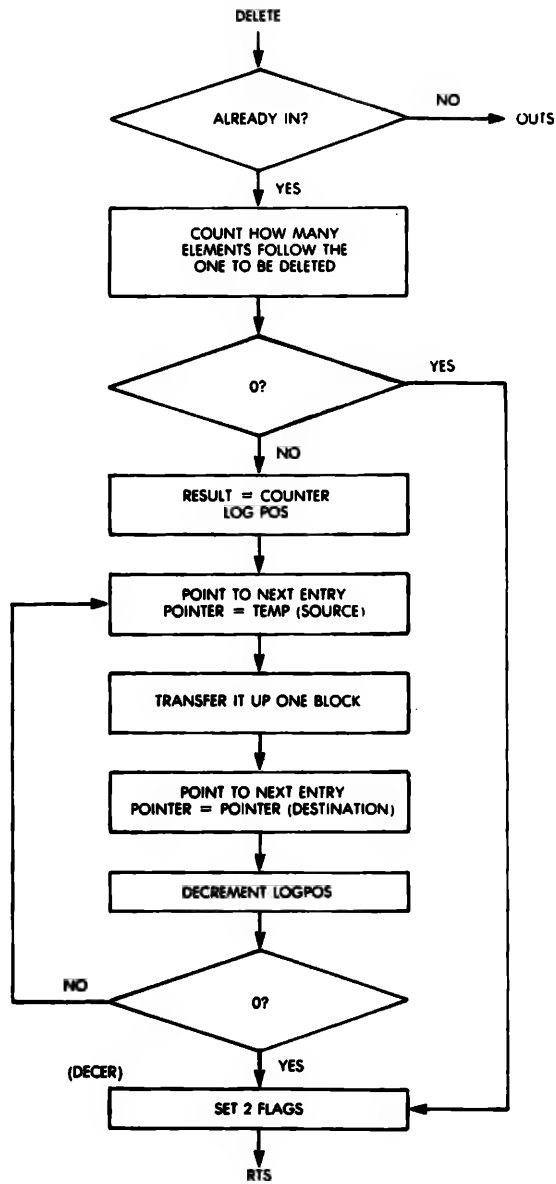 DELETE
ALREADY IN?
NO
OUTS
YES
COUNT HOW MANY
ELEMENTS FOLLOW THE
ONE TO BE DELETED
0?
YES
NO
RESULT = COUNTER
LOG POS
POINT TO NEXT ENTRY
POINTER = TEMP (SOURCE)
TRANSFER IT UP ONE BLOCK
POINT TO NEXT ENTRY
POINTER = POINTER (DESTINATION)
DECREMENT LOGPOS
NO
0?
YES
(DECER)
SET 2 FLAGS
RTS